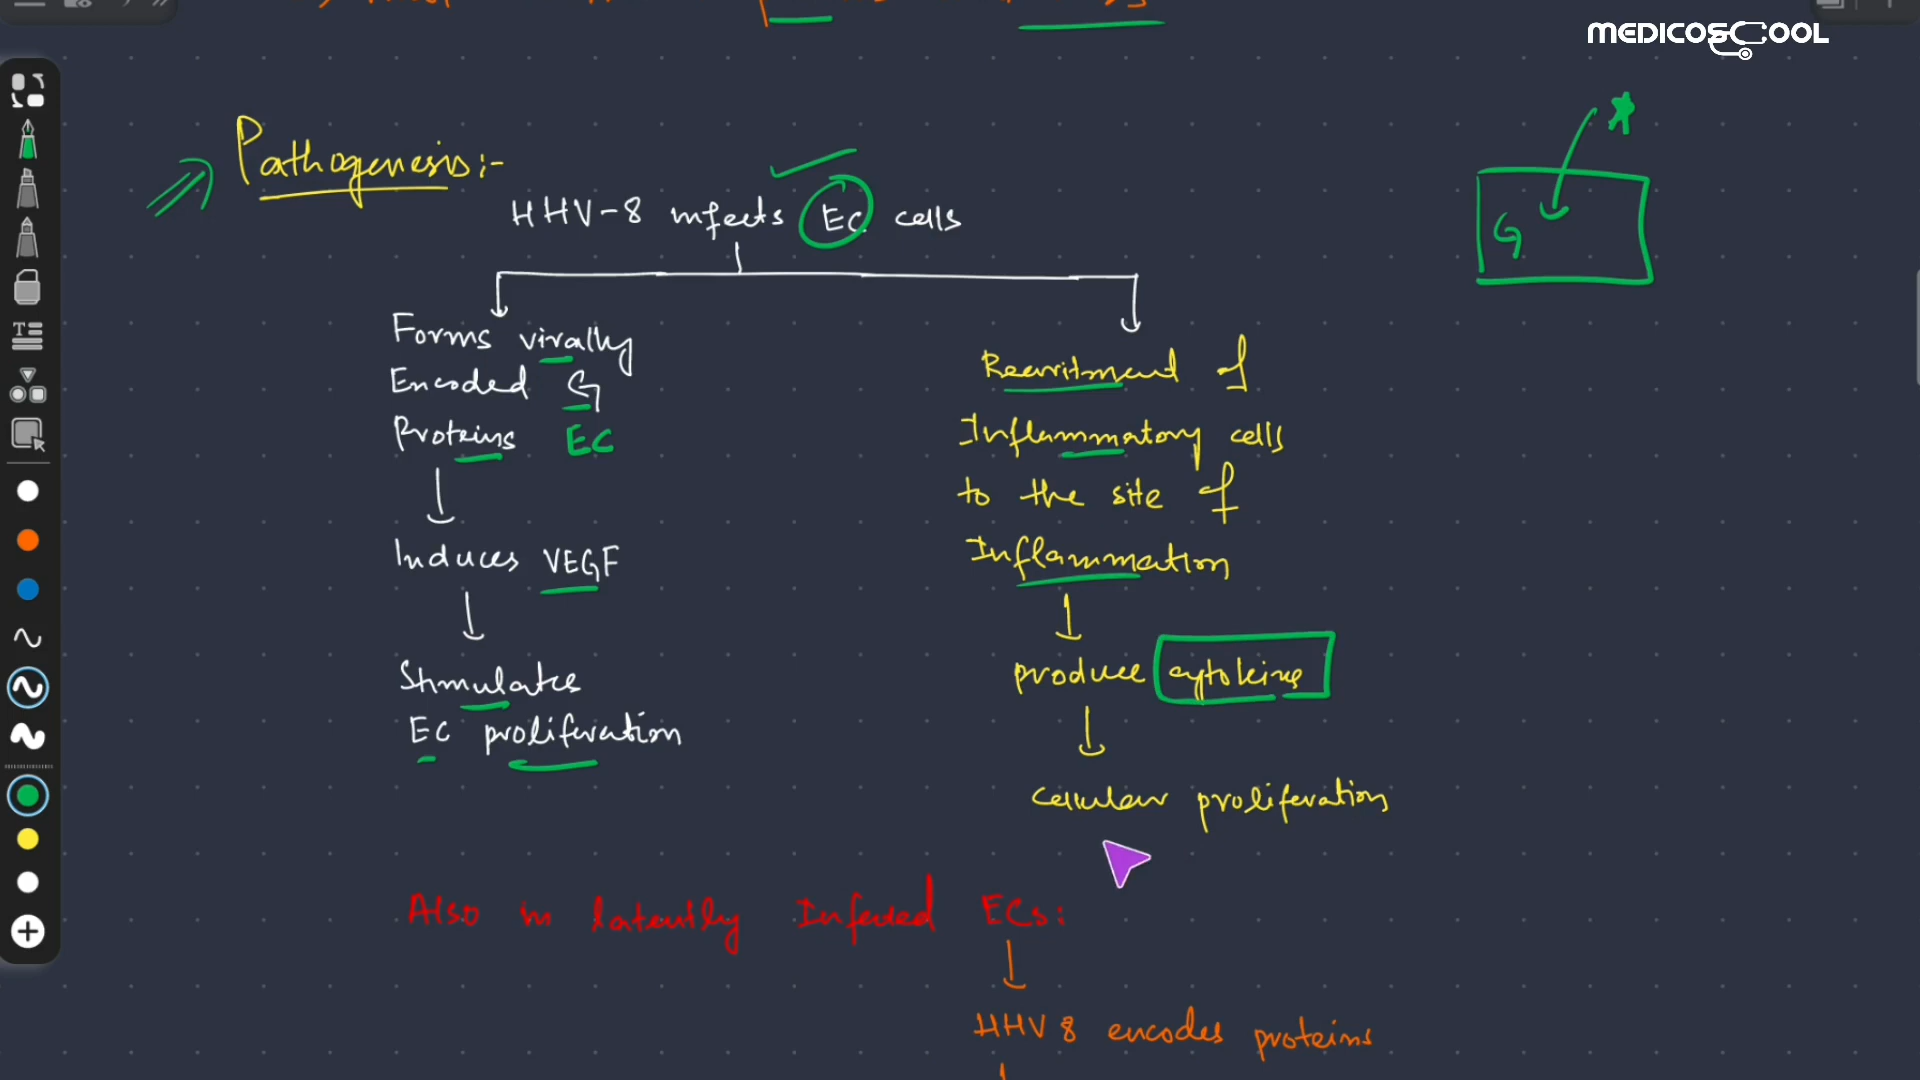 MEDICOSCOOL
Pathogenesis:-
HHV-8 infects EC cells
Forms virally
Encoded G
Proteins EC
Induces VEGF
Stimulates
EC proliferation
Recruitment of
Inflammatory cells
to the site of
Inflammation
produce cytokine
Cellular proliferation
G
Also in latently Infected ECs:
HHV 8 encodes proteins